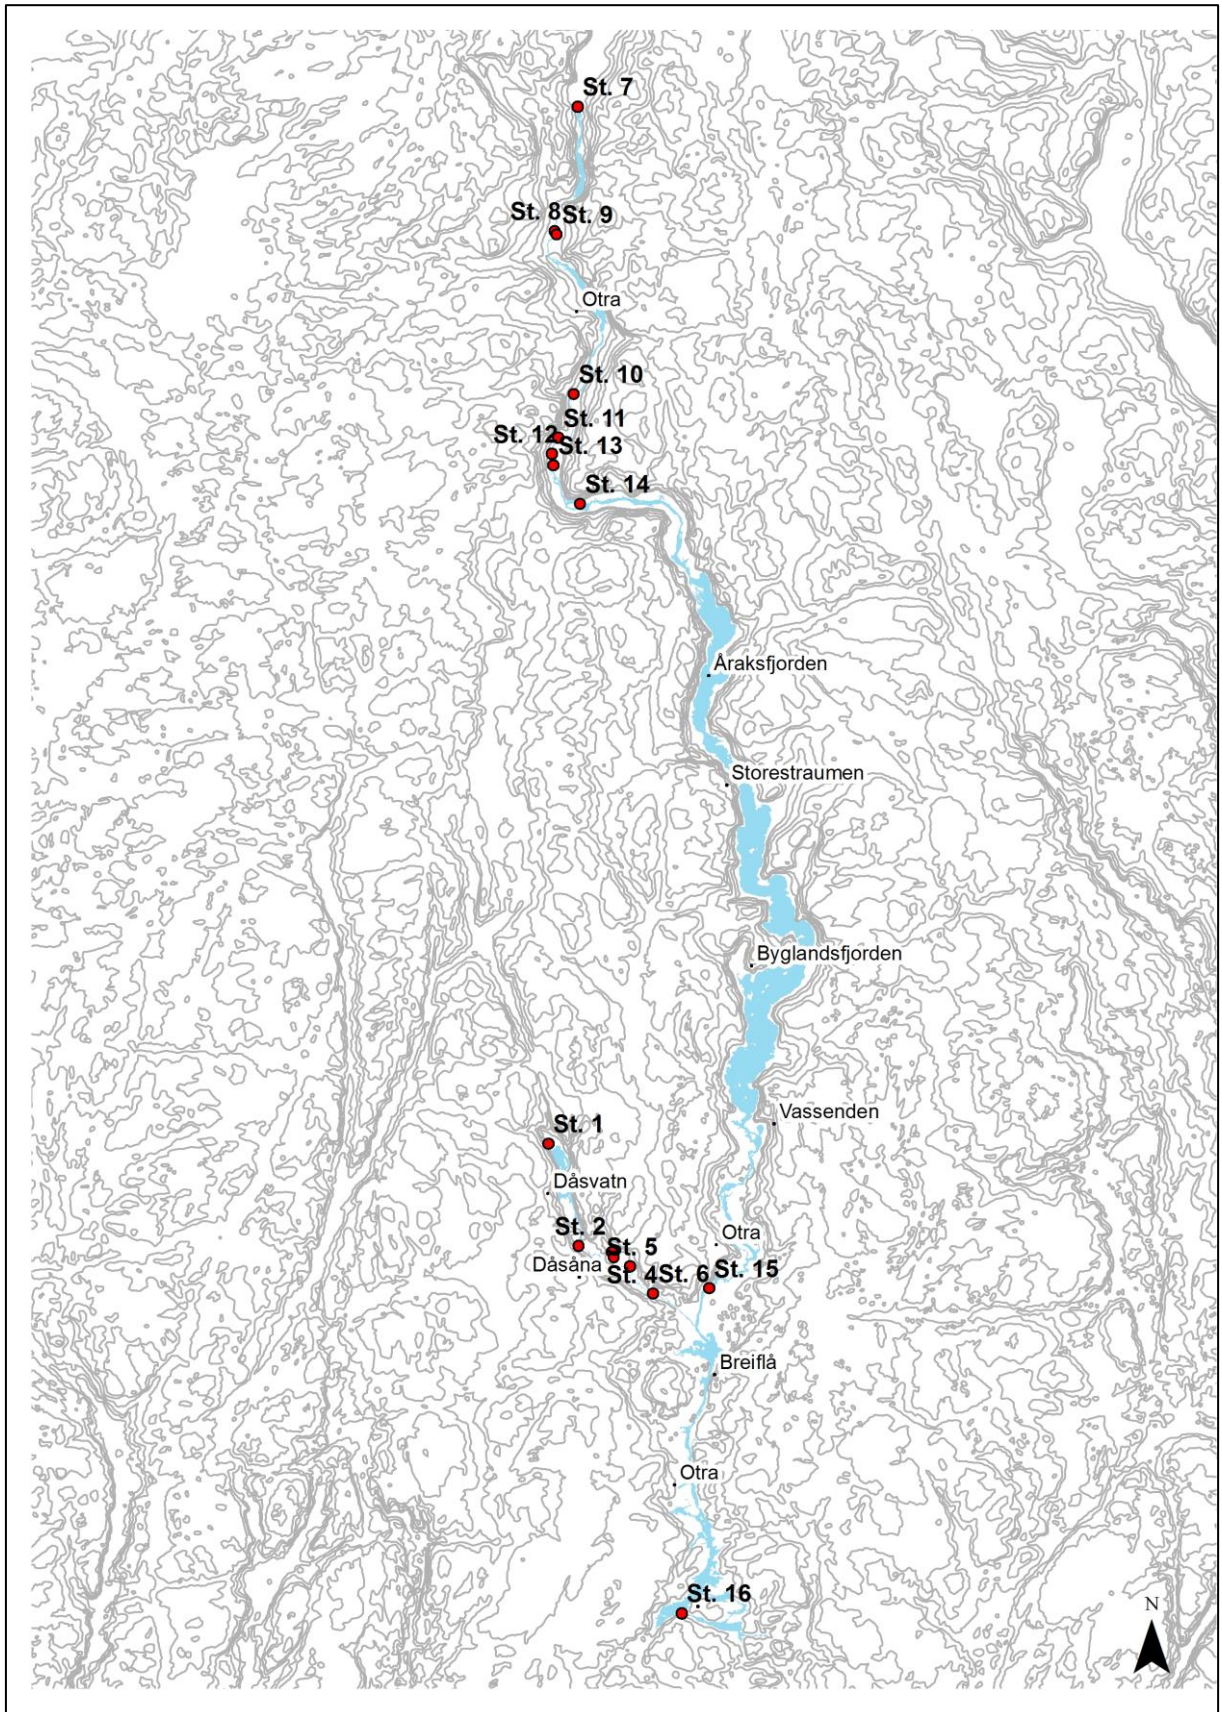 St. 7
St. 8
St. 9
Otra
St. 10
St. 11
St. 12
St. 13
St. 14
Åraksfjorden
Storestraumen
Byglandsfjorden
Vassenden
St. 1
Dåsvatn
St. 2
Otra
St. 5
Dåsåna
St. 4
St. 6
St. 15
Breiflå
Otra
St. 16
N